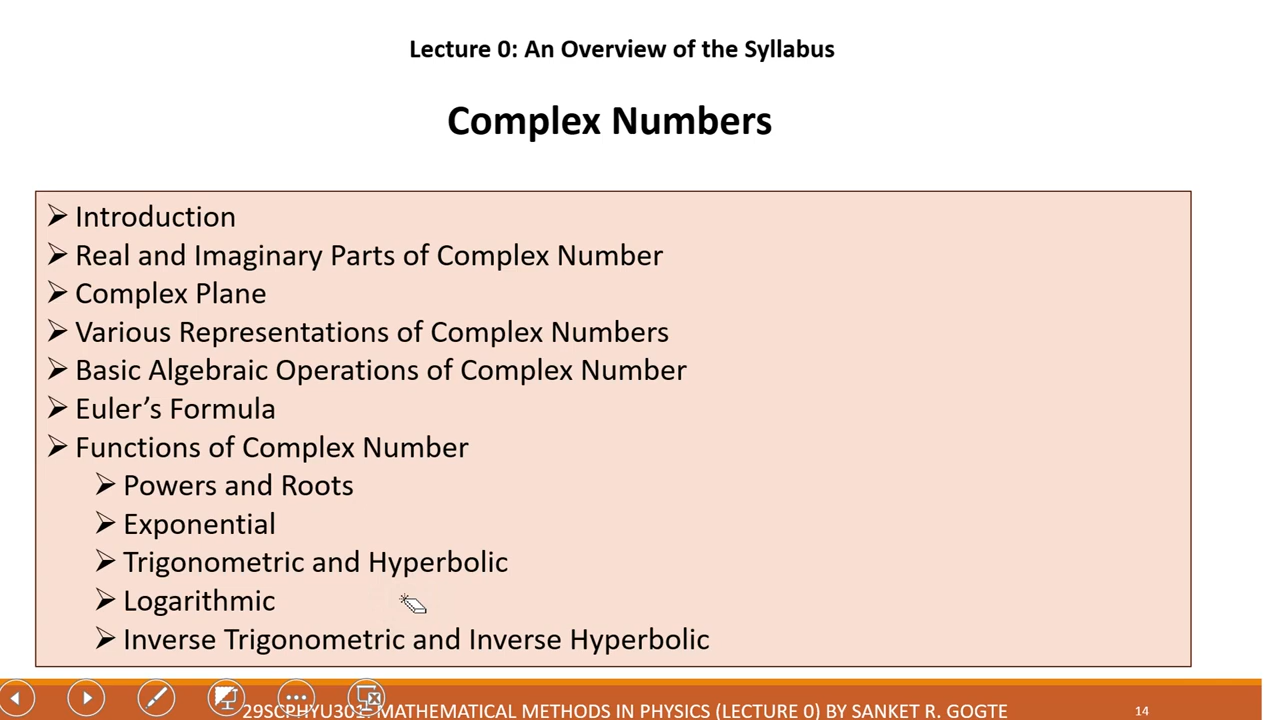 Lecture 0: An Overview of the Syllabus
Complex Numbers
Introduction
Real and Imaginary Parts of Complex Number
Complex Plane
Various Representations of Complex Numbers
Basic Algebraic Operations of Complex Number
Euler’s Formula
Functions of Complex Number
Powers and Roots
Exponential
Trigonometric and Hyperbolic
Logarithmic
Inverse Trigonometric and Inverse Hyperbolic
29SCPHYU301: MATHEMATICAL METHODS IN PHYSICS (LECTURE 0) BY SANKET R. GOGTE
14